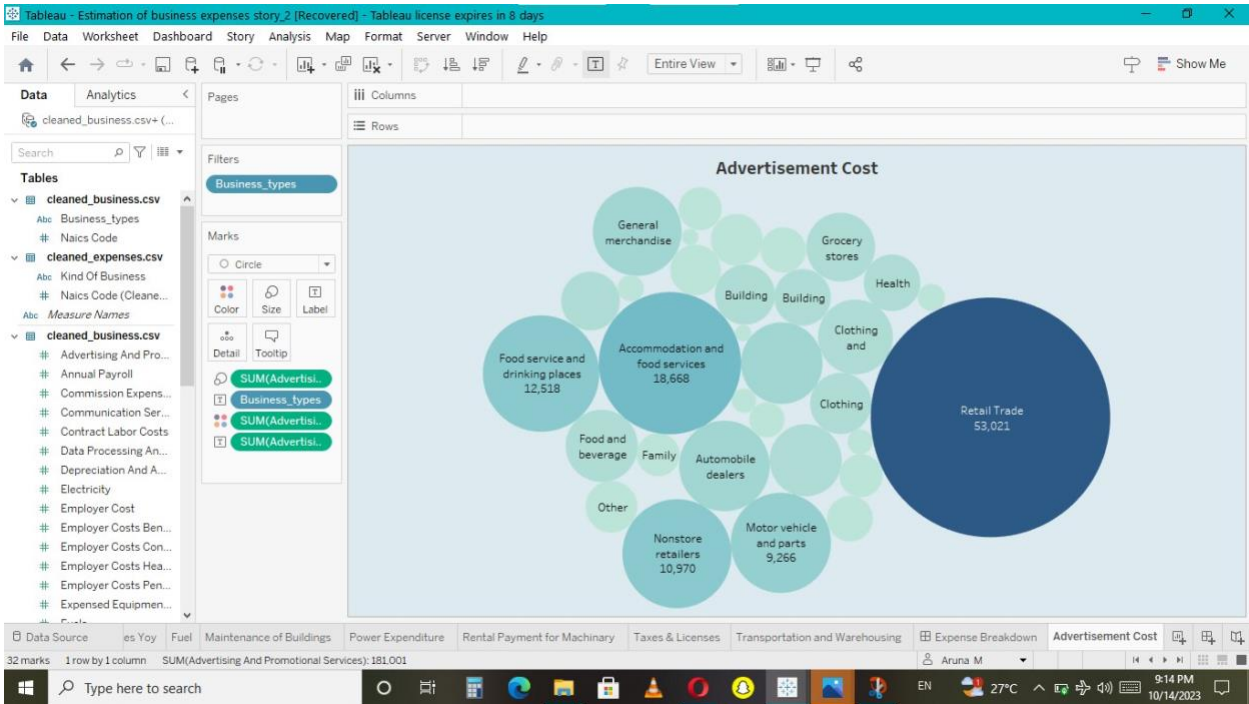 Tableau - Estimation of business expenses story_2 [Recovered] - Tableau license expires in 8 days
File Data Worksheet Dashboard Story Analysis Map Format Server Window Help
Entire View
Show Me
Data Analytics
cleaned_business.csv+ (...
Search
Tables
cleaned_business.csv
Abc Business_types
# Naics Code
cleaned_expenses.csv
Abc Kind Of Business
# Naics Code (Cleane...
Abc Measure Names
cleaned_business.csv
# Advertising And Pro...
# Annual Payroll
# Commission Expens...
# Communication Ser...
# Contract Labor Costs
# Data Processing An...
# Depreciation And A...
# Electricity
# Employer Cost
# Employer Costs Ben...
# Employer Costs Con...
# Employer Costs Hea...
# Employer Costs Pen...
# Expensed Equipmen...
Pages
Filters
Business_types
Marks
Circle
Color Size Label
Detail Tooltip
SUM(Advertisi..
Business_types
SUM(Advertisi..
SUM(Advertisi..
Columns
Rows
Advertisement Cost
General
merchandise
Grocery
stores
Health
Building
Building
Clothing
and
Accommodation and
food services
18,668
Food service and
drinking places
12,518
Clothing
Retail Trade
53,021
Food and
beverage
Family
Automobile
dealers
Other
Nonstore
retailers
10,970
Motor vehicle
and parts
9,266
Data Source es Yoy Fuel Maintenance of Buildings Power Expenditure Rental Payment for Machinary Taxes & Licenses Transportation and Warehousing Expense Breakdown Advertisement Cost
32 marks 1 row by 1 column SUM(Advertising And Promotional Services): 181,001
Aruna M
Type here to search
EN
27°C
9:14 PM
10/14/2023